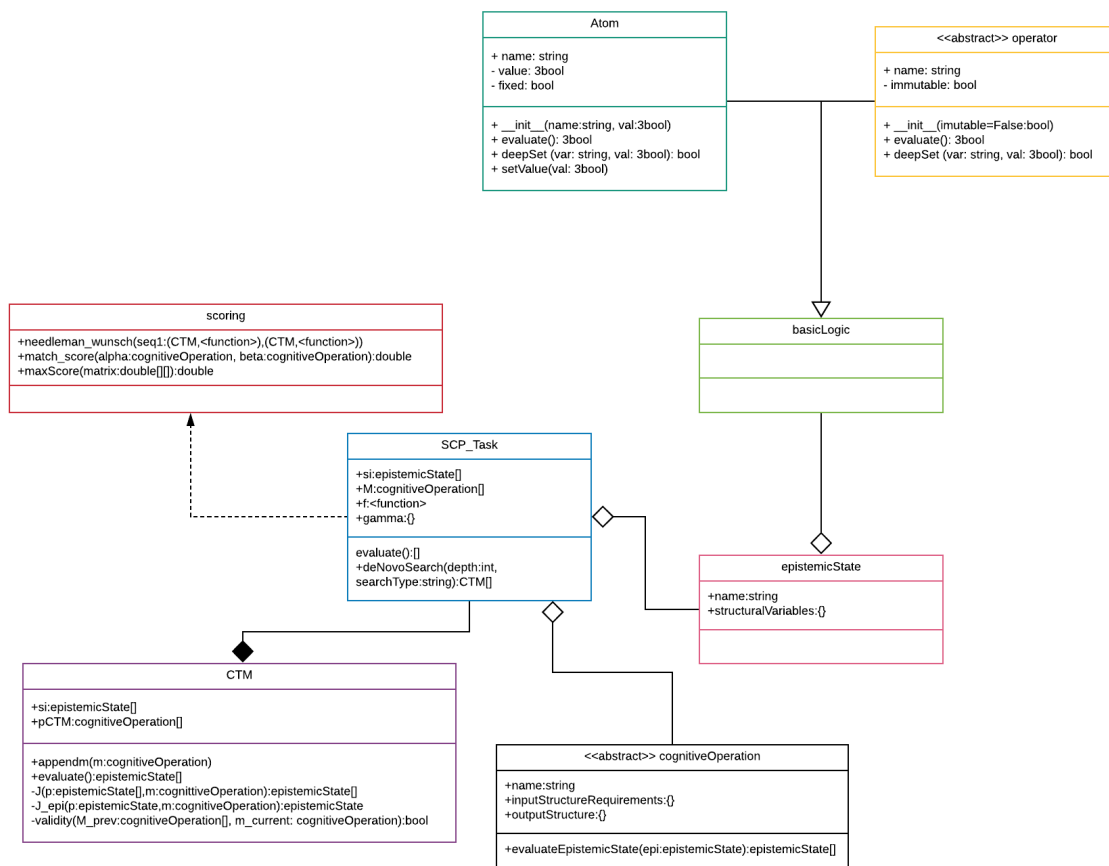 Atom
+ name: string
- value: 3bool
- fixed: bool
+ __init__(name:string, val:3bool)
+ evaluate(): 3bool
+ deepSet (var: string, val: 3bool): bool
+ setValue(val: 3bool)
<<abstract>> operator
+ name: string
- immutable: bool
+ __init__(imutable=False:bool)
+ evaluate(): 3bool
+ deepSet (var: string, val: 3bool): bool
scoring
+needleman_wunsch(seq1:(CTM,<function>),(CTM,<function>))
+match_score(alpha:cognitiveOperation, beta:cognitiveOperation):double
+maxScore(matrix:double[][]):double
basicLogic
SCP_Task
+si:epistemicState[]
+M:cognitiveOperation[]
+f:<function>
+gamma:{}
evaluate():[]
+deNovoSearch(depth:int,
searchType:string):CTM[]
epistemicState
+name:string
+structuralVariables:{}
CTM
+si:epistemicState[]
+pCTM:cognitiveOperation[]
+appendm(m:cognitiveOperation)
+evaluate():epistemicState[]
-J(p:epistemicState[],m:cognittiveOperation):epistemicState[]
-J_epi(p:epistemicState,m:cognitiveOperation):epistemicState
-validity(M_prev:cognitiveOperation[], m_current: cognitiveOperation):bool
<<abstract>> cognitiveOperation
+name:string
+inputStructureRequirements:{}
+outputStructure:{}
+evaluateEpistemicState(epi:epistemicState):epistemicState[]